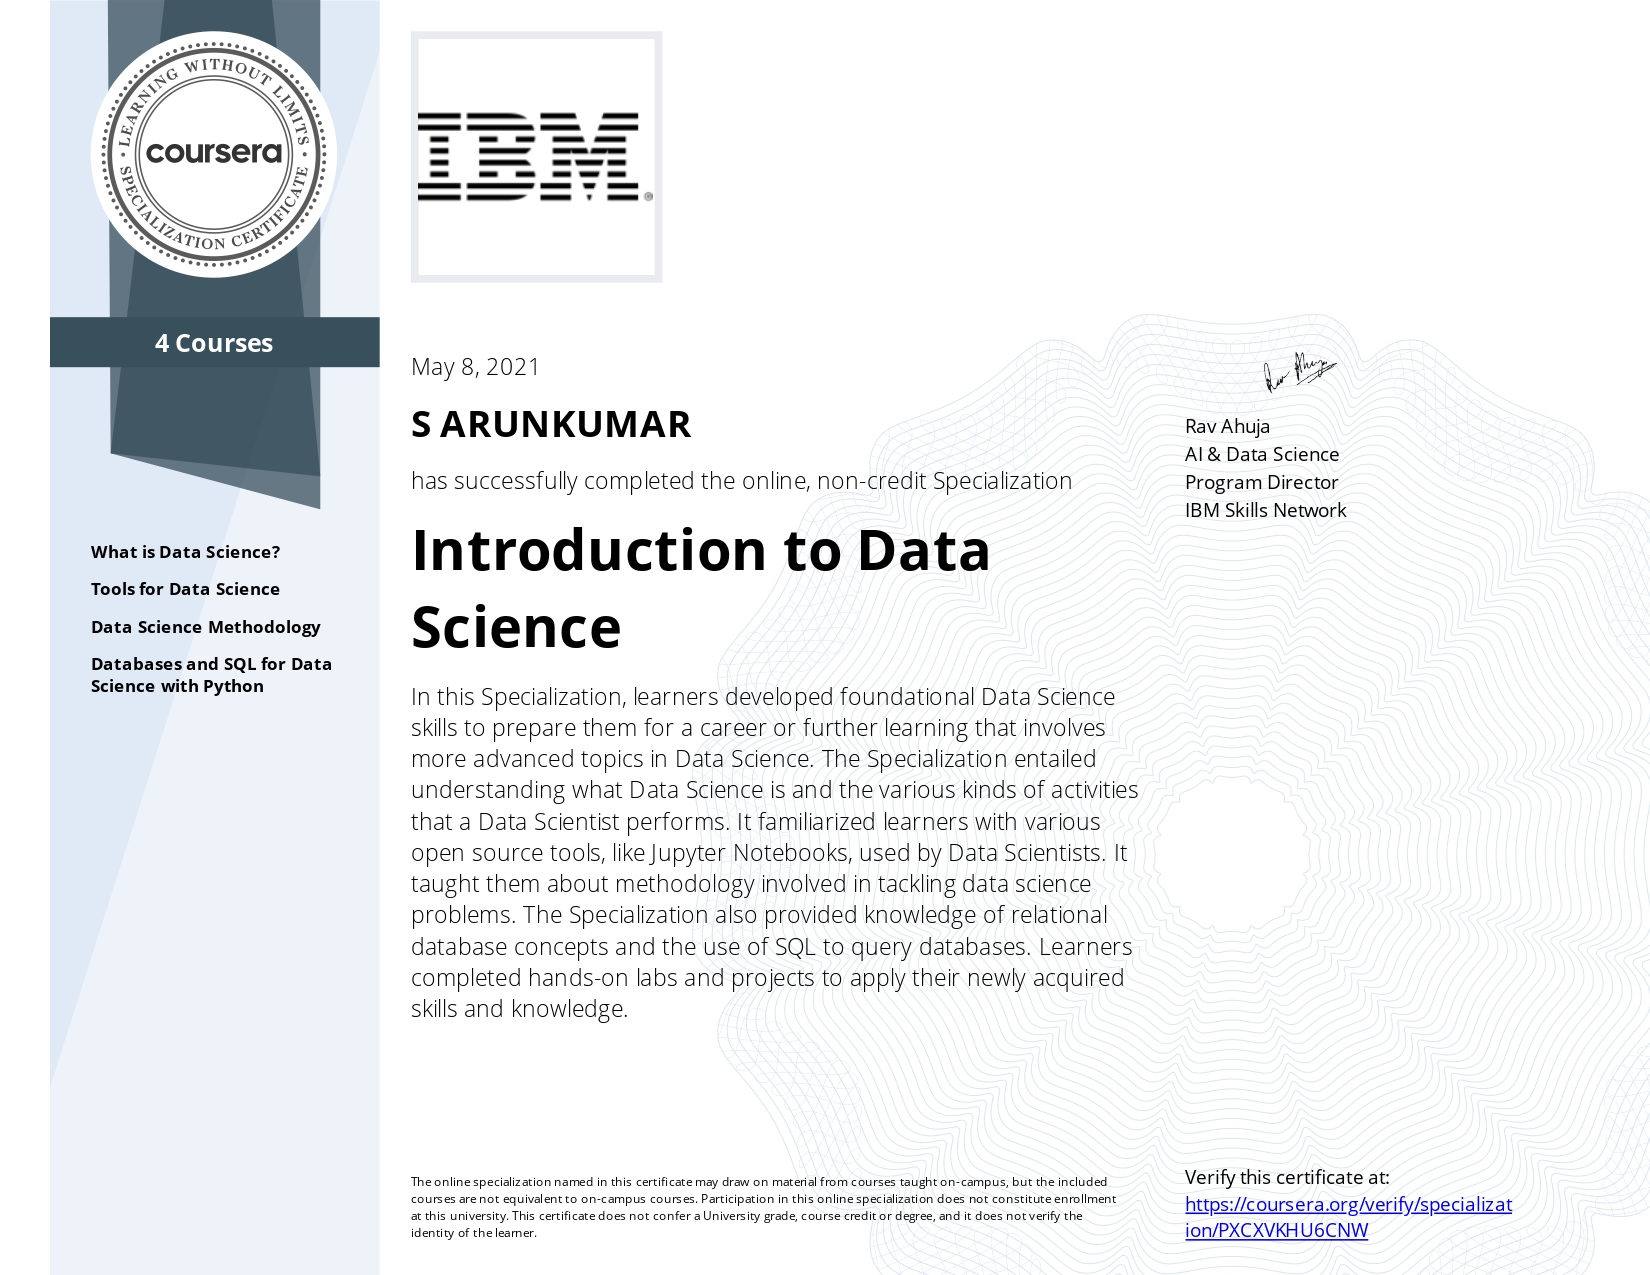 LEARNING WITHOUT LIMITS
coursera
SPECIALIZATION CERTIFICATE
4 Courses
What is Data Science?
Tools for Data Science
Data Science Methodology
Databases and SQL for Data
Science with Python
IBM®
May 8, 2021
S ARUNKUMAR
has successfully completed the online, non-credit Specialization
Introduction to Data
Science
In this Specialization, learners developed foundational Data Science
skills to prepare them for a career or further learning that involves
more advanced topics in Data Science. The Specialization entailed
understanding what Data Science is and the various kinds of activities
that a Data Scientist performs. It familiarized learners with various
open source tools, like Jupyter Notebooks, used by Data Scientists. It
taught them about methodology involved in tackling data science
problems. The Specialization also provided knowledge of relational
database concepts and the use of SQL to query databases. Learners
completed hands-on labs and projects to apply their newly acquired
skills and knowledge.
Rav Ahuja
Rav Ahuja
AI & Data Science
Program Director
IBM Skills Network
The online specialization named in this certificate may draw on material from courses taught on-campus, but the included
courses are not equivalent to on-campus courses. Participation in this online specialization does not constitute enrollment
at this university. This certificate does not confer a University grade, course credit or degree, and it does not verify the
identity of the learner.
Verify this certificate at:
https://coursera.org/verify/specializat
ion/PXCXVKHU6CNW